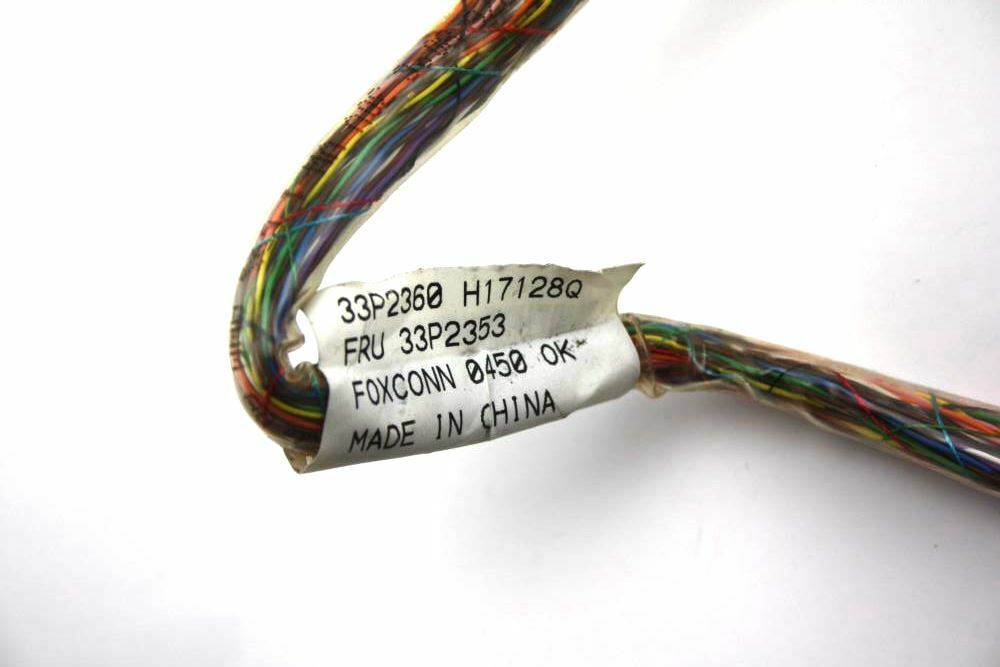 33P2360 H17128Q
FRU 33P2353
FOXCONN 0450 OK
MADE IN CHINA